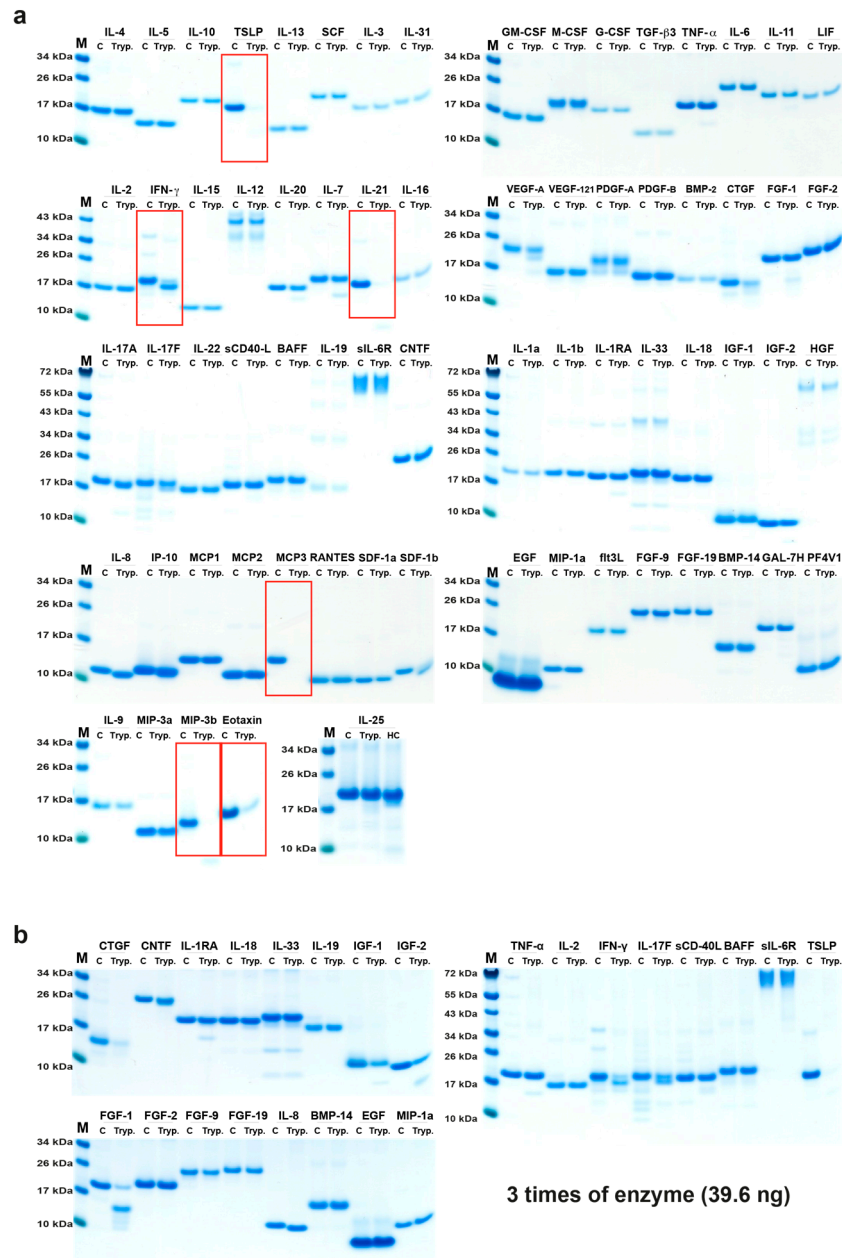 a
IL-4 IL-5 IL-10 TSLP IL-13 SCF IL-3 IL-31
M C Tryp. C Tryp. C Tryp. C Tryp. C Tryp. C Tryp. C Tryp. C Tryp.
34 kDa
26 kDa
17 kDa
10 kDa
GM-CSF M-CSF G-CSF TGF-β3 TNF-α IL-6 IL-11 LIF
M C Tryp. C Tryp. C Tryp. C Tryp. C Tryp. C Tryp. C Tryp. C Tryp.
34 kDa
26 kDa
17 kDa
10 kDa
IL-2 IFN-γ IL-15 IL-12 IL-20 IL-7 IL-21 IL-16
M C Tryp. C Tryp. C Tryp. C Tryp. C Tryp. C Tryp. C Tryp. C Tryp.
43 kDa
34 kDa
26 kDa
17 kDa
10 kDa
VEGF-A VEGF-121 PDGF-A PDGF-B BMP-2 CTGF FGF-1 FGF-2
M C Tryp. C Tryp. C Tryp. C Tryp. C Tryp. C Tryp. C Tryp. C Tryp.
34 kDa
26 kDa
17 kDa
10 kDa
IL-17A IL-17F IL-22 sCD40-L BAFF IL-19 sIL-6R CNTF
M C Tryp. C Tryp. C Tryp. C Tryp. C Tryp. C Tryp. C Tryp. C Tryp.
72 kDa
55 kDa
43 kDa
34 kDa
26 kDa
17 kDa
10 kDa
IL-1a IL-1b IL-1RA IL-33 IL-18 IGF-1 IGF-2 HGF
M C Tryp. C Tryp. C Tryp. C Tryp. C Tryp. C Tryp. C Tryp. C Tryp.
72 kDa
55 kDa
43 kDa
34 kDa
26 kDa
17 kDa
10 kDa
IL-8 IP-10 MCP1 MCP2 MCP3 RANTES SDF-1a SDF-1b
M C Tryp. C Tryp. C Tryp. C Tryp. C Tryp. C Tryp. C Tryp. C Tryp.
34 kDa
26 kDa
17 kDa
10 kDa
EGF MIP-1a flt3L FGF-9 FGF-19 BMP-14 GAL-7H PF4V1
M C Tryp. C Tryp. C Tryp. C Tryp. C Tryp. C Tryp. C Tryp. C Tryp.
34 kDa
26 kDa
17 kDa
10 kDa
IL-9 MIP-3a MIP-3b Eotaxin
M C Tryp. C Tryp. C Tryp. C Tryp.
34 kDa
26 kDa
17 kDa
10 kDa
IL-25
M C Tryp. HC
34 kDa
26 kDa
17 kDa
10 kDa
b
CTGF CNTF IL-1RA IL-18 IL-33 IL-19 IGF-1 IGF-2
M C Tryp. C Tryp. C Tryp. C Tryp. C Tryp. C Tryp. C Tryp. C Tryp.
34 kDa
26 kDa
17 kDa
10 kDa
TNF-α IL-2 IFN-γ IL-17F sCD-40L BAFF sIL-6R TSLP
M C Tryp. C Tryp. C Tryp. C Tryp. C Tryp. C Tryp. C Tryp. C Tryp.
72 kDa
55 kDa
43 kDa
34 kDa
26 kDa
17 kDa
10 kDa
FGF-1 FGF-2 FGF-9 FGF-19 IL-8 BMP-14 EGF MIP-1a
M C Tryp. C Tryp. C Tryp. C Tryp. C Tryp. C Tryp. C Tryp. C Tryp.
34 kDa
26 kDa
17 kDa
10 kDa
3 times of enzyme (39.6 ng)